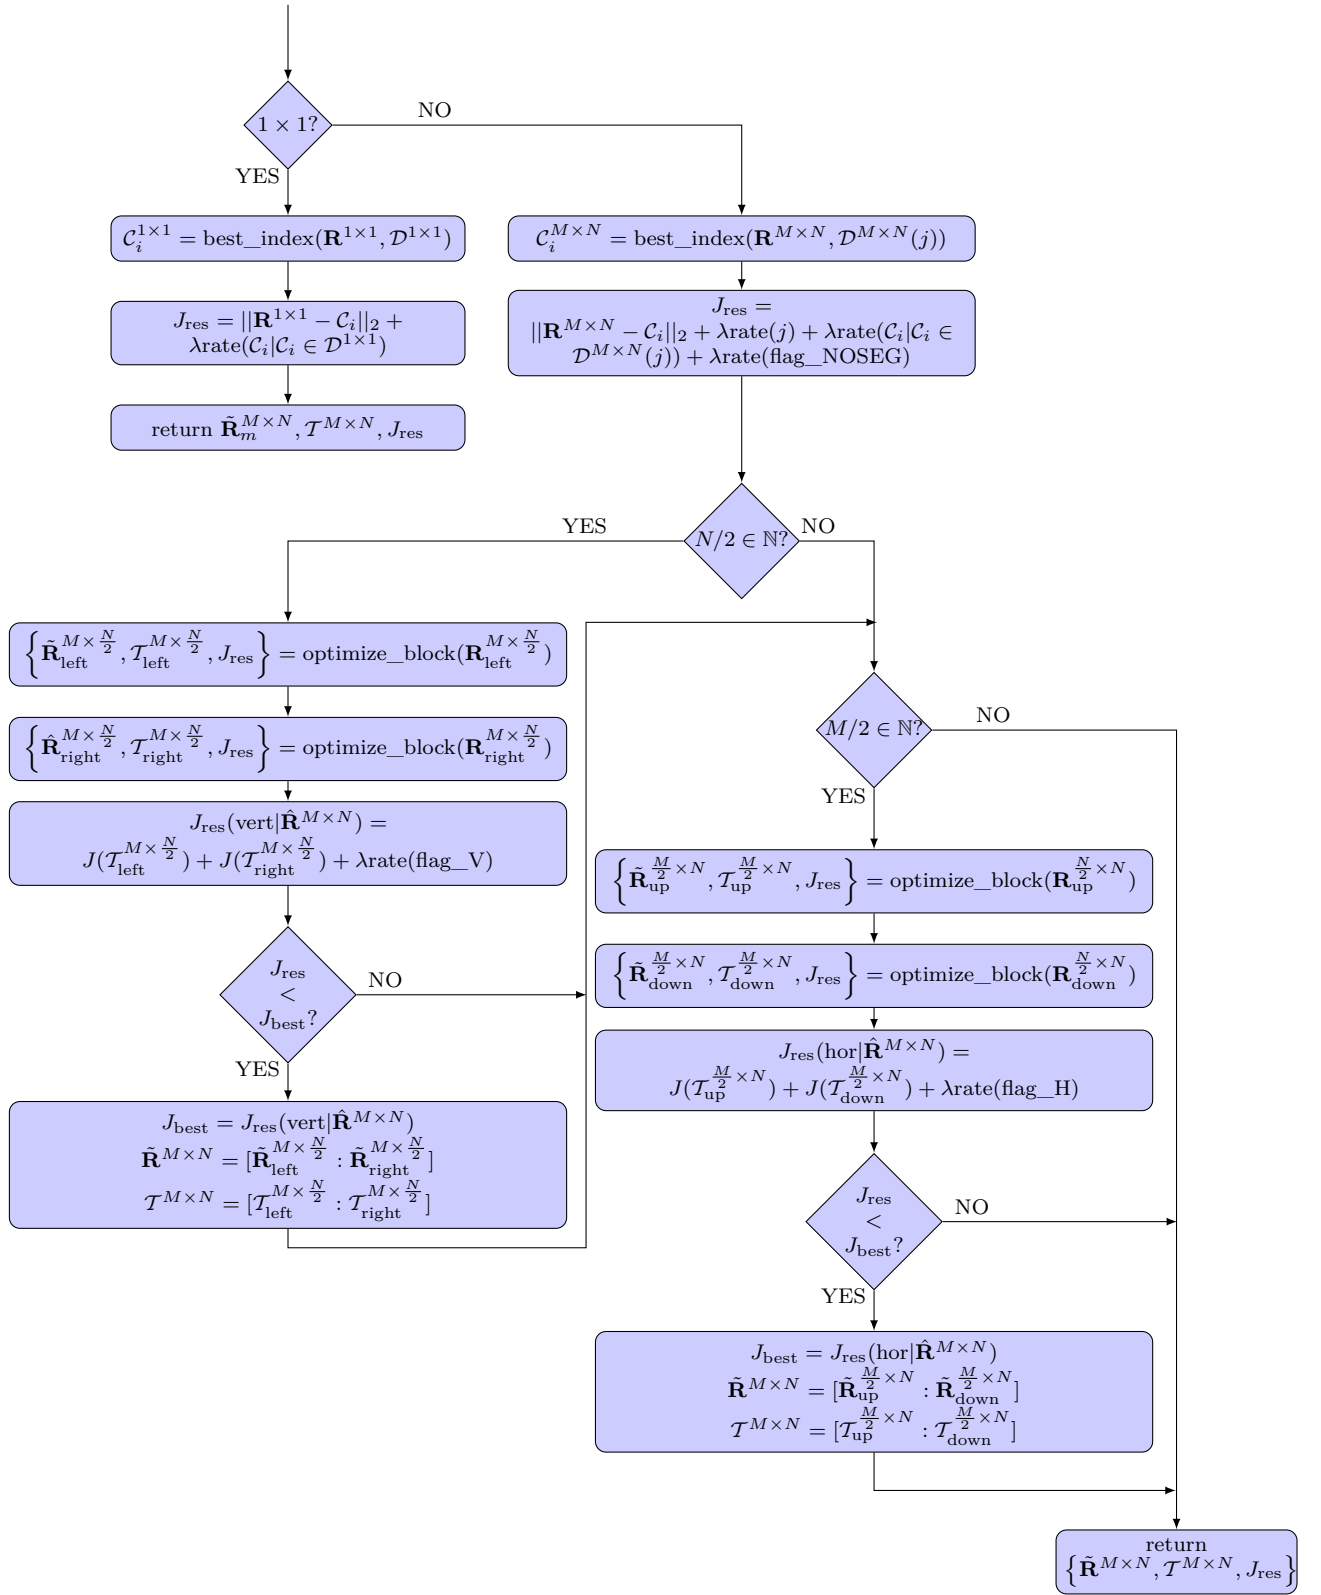 1 × 1?
NO
YES
𝒞_i^{1×1} = best_index(𝐑^{1×1}, 𝒟^{1×1})
J_res = ||𝐑^{1×1} − 𝒞_i||_2 +
λrate(𝒞_i|𝒞_i ∈ 𝒟^{1×1})
return 𝐑̃_m^{M×N}, 𝒯^{M×N}, J_res
𝒞_i^{M×N} = best_index(𝐑^{M×N}, 𝒟^{M×N}(j))
J_res =
||𝐑^{M×N} − 𝒞_i||_2 + λrate(j) + λrate(𝒞_i|𝒞_i ∈
𝒟^{M×N}(j)) + λrate(flag_NOSEG)
N/2 ∈ ℕ?
YES
NO
{𝐑̃_left^{M×N/2}, 𝒯_left^{M×N/2}, J_res} = optimize_block(𝐑_left^{M×N/2})
{𝐑̂_right^{M×N/2}, 𝒯_right^{M×N/2}, J_res} = optimize_block(𝐑_right^{M×N/2})
J_res(vert|𝐑̂^{M×N}) =
J(𝒯_left^{M×N/2}) + J(𝒯_right^{M×N/2}) + λrate(flag_V)
J_res
<
J_best?
NO
YES
J_best = J_res(vert|𝐑̂^{M×N})
𝐑̃^{M×N} = [𝐑̃_left^{M×N/2} : 𝐑̃_right^{M×N/2}]
𝒯^{M×N} = [𝒯_left^{M×N/2} : 𝒯_right^{M×N/2}]
M/2 ∈ ℕ?
NO
YES
{𝐑̃_up^{M/2×N}, 𝒯_up^{M/2×N}, J_res} = optimize_block(𝐑_up^{N/2×N})
{𝐑̃_down^{M/2×N}, 𝒯_down^{M/2×N}, J_res} = optimize_block(𝐑_down^{N/2×N})
J_res(hor|𝐑̂^{M×N}) =
J(𝒯_up^{M/2×N}) + J(𝒯_down^{M/2×N}) + λrate(flag_H)
J_res
<
J_best?
NO
YES
J_best = J_res(hor|𝐑̂^{M×N})
𝐑̃^{M×N} = [𝐑̃_up^{M/2×N} : 𝐑̃_down^{M/2×N}]
𝒯^{M×N} = [𝒯_up^{M/2×N} : 𝒯_down^{M/2×N}]
return
{𝐑̃^{M×N}, 𝒯^{M×N}, J_res}